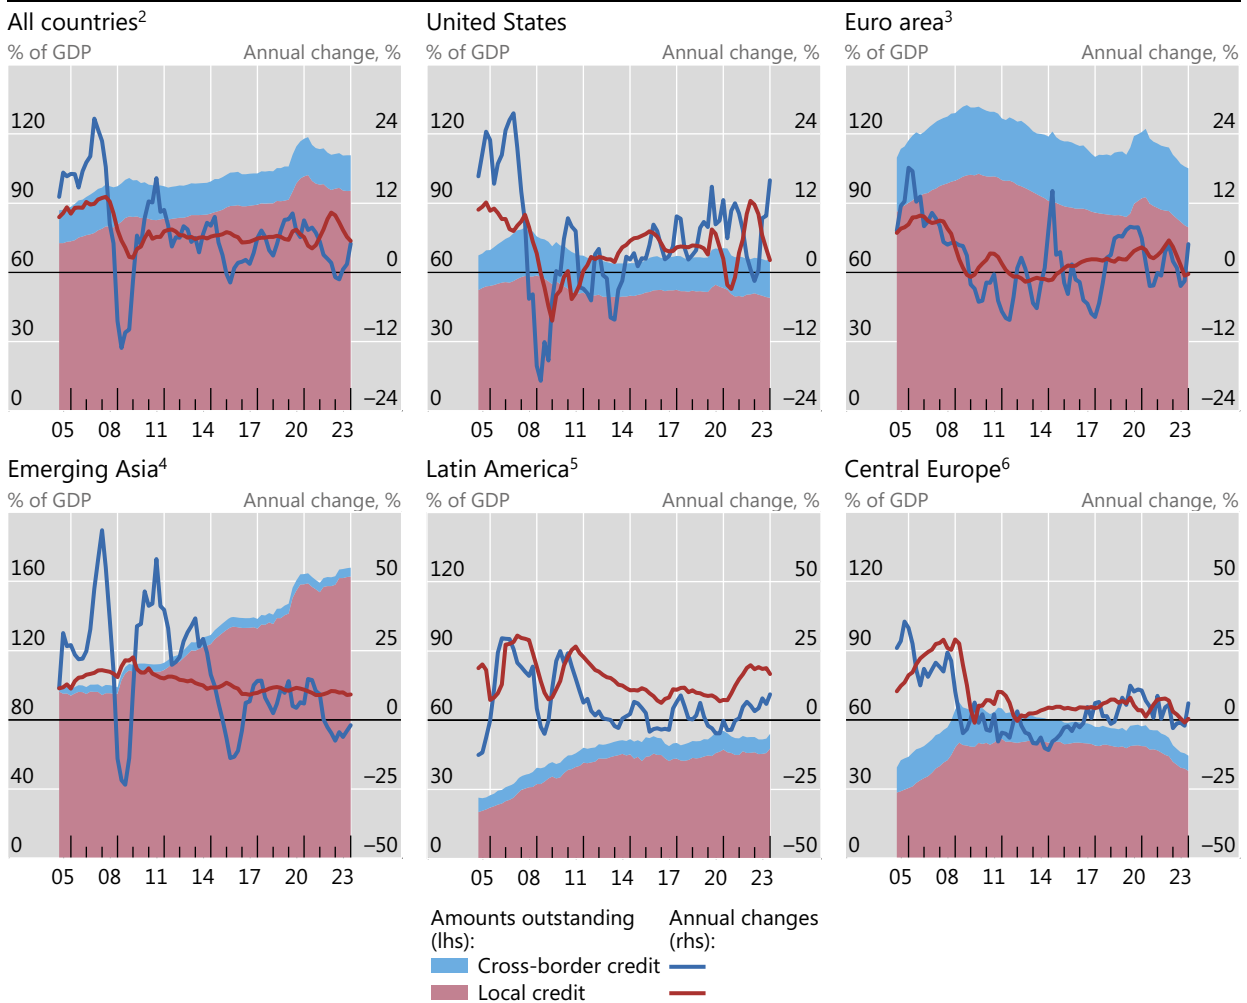 All countries²
% of GDP Annual change, %
120 24
90 12
60 0
30 −12
0 −24
05 08 11 14 17 20 23
United States
% of GDP Annual change, %
120 24
90 12
60 0
30 −12
0 −24
05 08 11 14 17 20 23
Euro area³
% of GDP Annual change, %
120 24
90 12
60 0
30 −12
0 −24
05 08 11 14 17 20 23
Emerging Asia⁴
% of GDP Annual change, %
160 50
120 25
80 0
40 −25
0 −50
05 08 11 14 17 20 23
Latin America⁵
% of GDP Annual change, %
120 50
90 25
60 0
30 −25
0 −50
05 08 11 14 17 20 23
Central Europe⁶
% of GDP Annual change, %
120 50
90 25
60 0
30 −25
0 −50
05 08 11 14 17 20 23
Amounts outstanding
(lhs):
Annual changes
(rhs):
Cross-border credit
Local credit